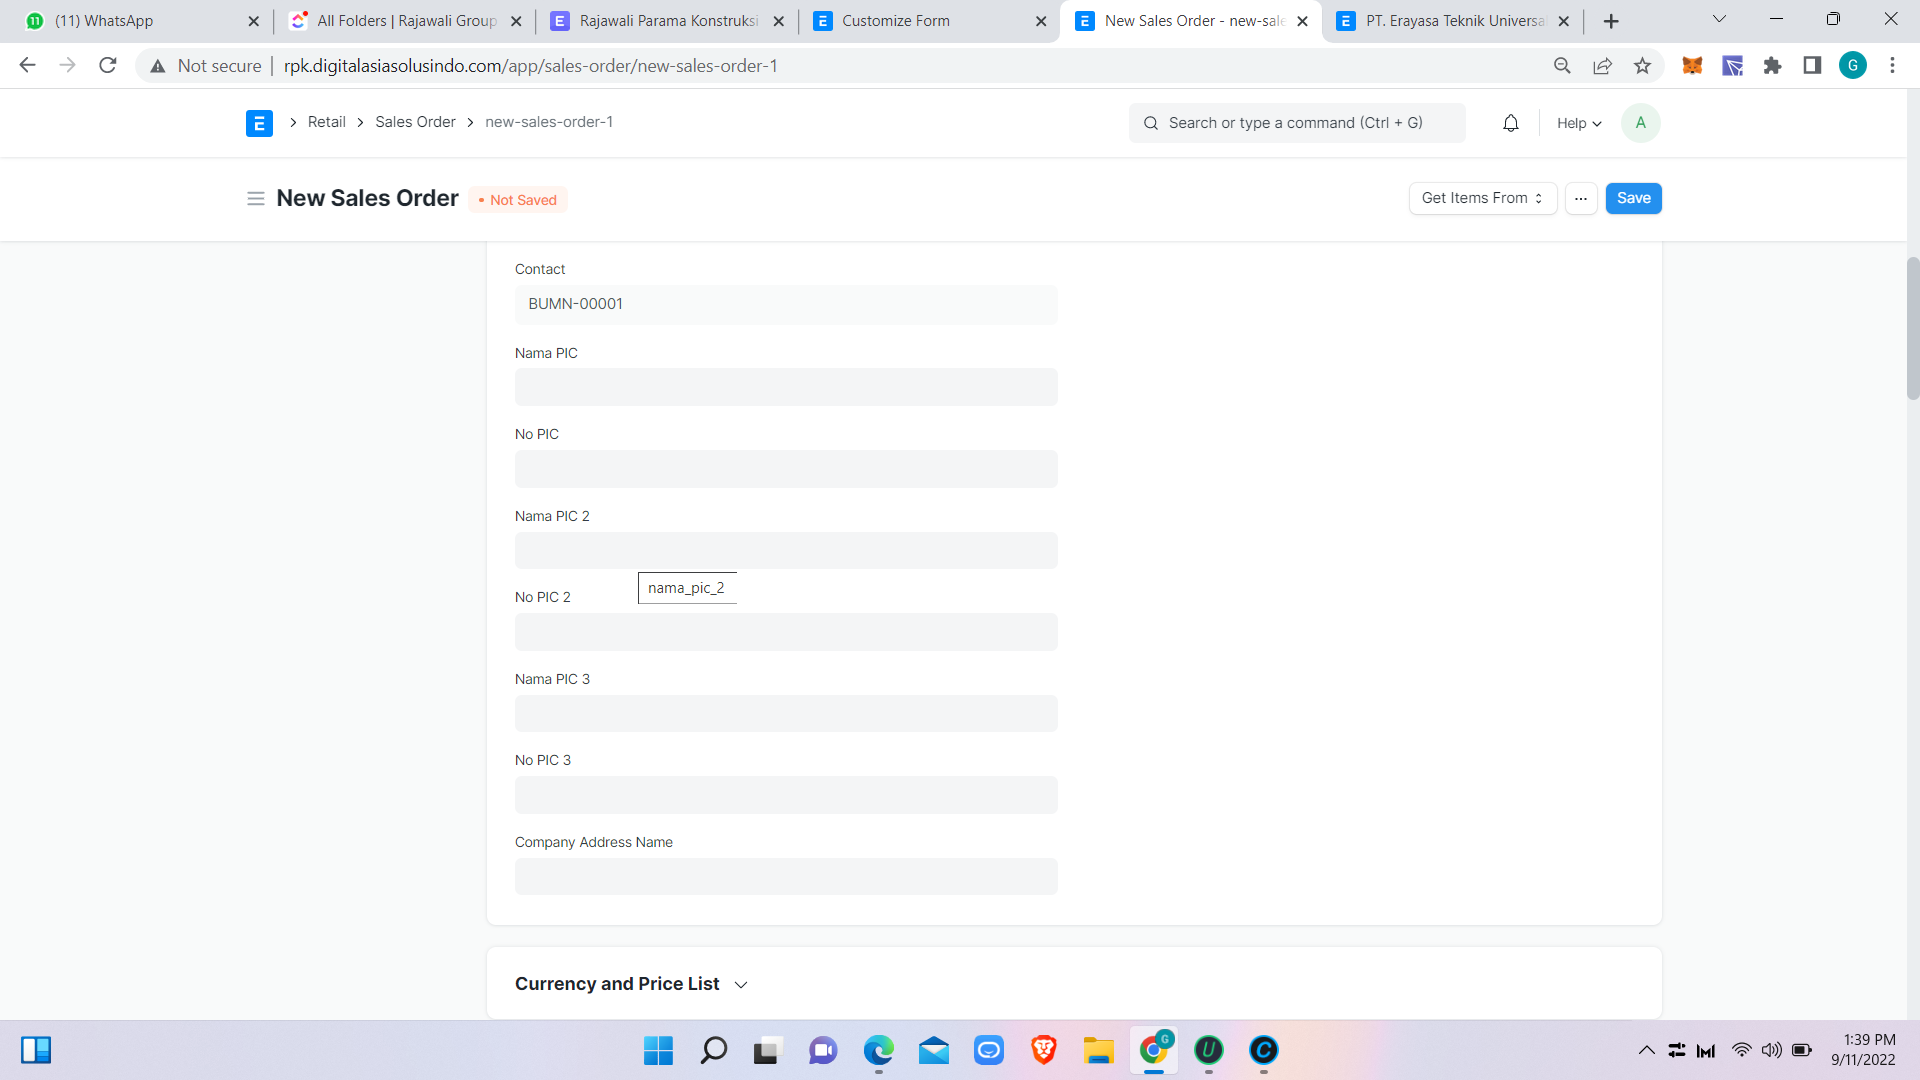 (11) WhatsApp
All Folders | Rajawali Group
Rajawali Parama Konstruksi
Customize Form
New Sales Order - new-sale
PT. Erayasa Teknik Universal
Not secure
rpk.digitalasiasolusindo.com/app/sales-order/new-sales-order-1
G
E
Retail
Sales Order
new-sales-order-1
Search or type a command (Ctrl + G)
Help
A
New Sales Order
Not Saved
Get Items From
Save
Contact
BUMN-00001
Nama PIC
No PIC
Nama PIC 2
nama_pic_2
No PIC 2
Nama PIC 3
No PIC 3
Company Address Name
Currency and Price List
1:39 PM
9/11/2022